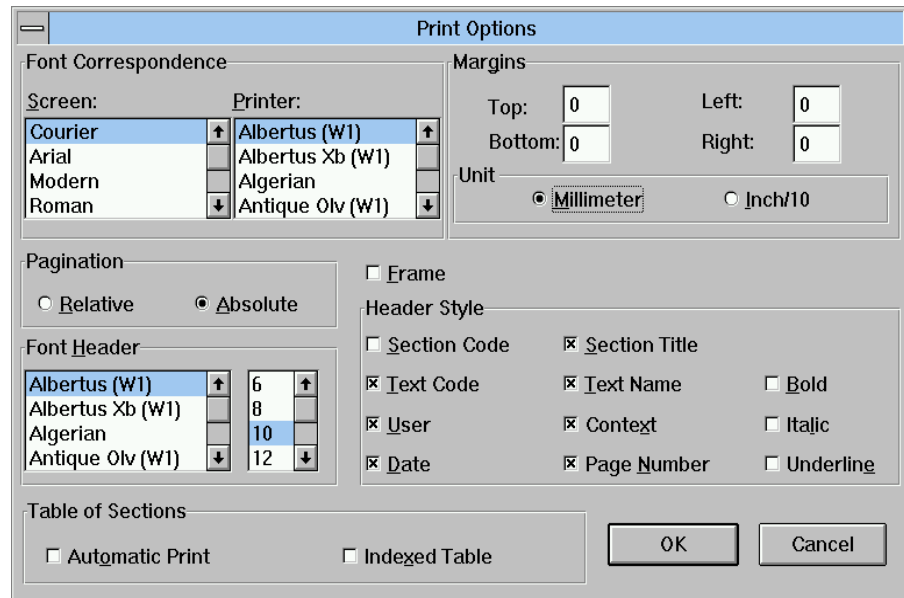 Print Options
Font Correspondence
Screen:
Printer:
Courier
Arial
Modern
Roman
Albertus (W1)
Albertus Xb (W1)
Algerian
Antique Olv (W1)
Margins
Top: 0
Left: 0
Bottom: 0
Right: 0
Unit
Millimeter
Inch/10
Pagination
Relative
Absolute
Frame
Font Header
Albertus (W1)
Albertus Xb (W1)
Algerian
Antique Olv (W1)
6
8
10
12
Header Style
Section Code
Section Title
Text Code
Text Name
Bold
User
Context
Italic
Date
Page Number
Underline
Table of Sections
Automatic Print
Indexed Table
OK
Cancel